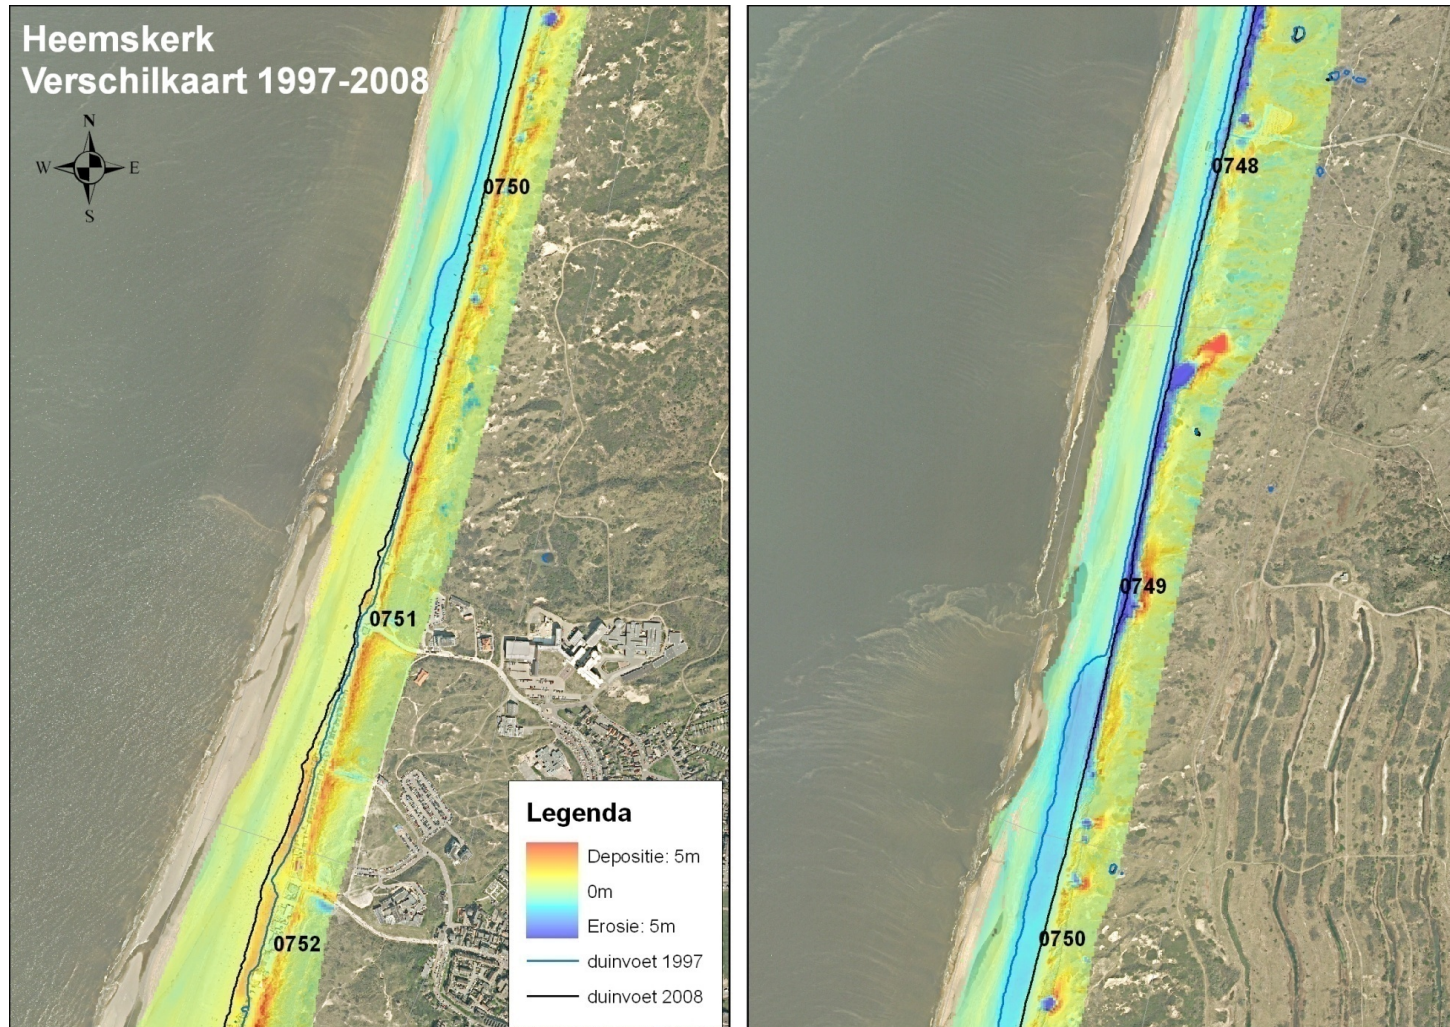 Heemskerk
Verschilkaart 1997-2008
N
W E
S
0750
0751
0752
Legenda
Depositie: 5m
0m
Erosie: 5m
duinvoet 1997
duinvoet 2008
0748
0749
0750